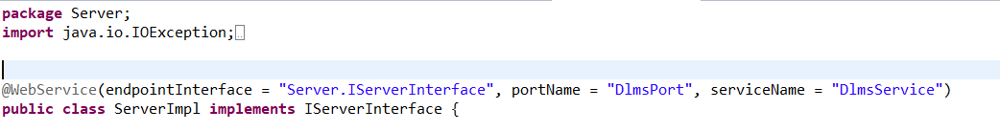 package Server;
import java.io.IOException;
@WebService(endpointInterface = "Server.IServerInterface", portName = "DlmsPort", serviceName = "DlmsService")
public class ServerImpl implements IServerInterface {